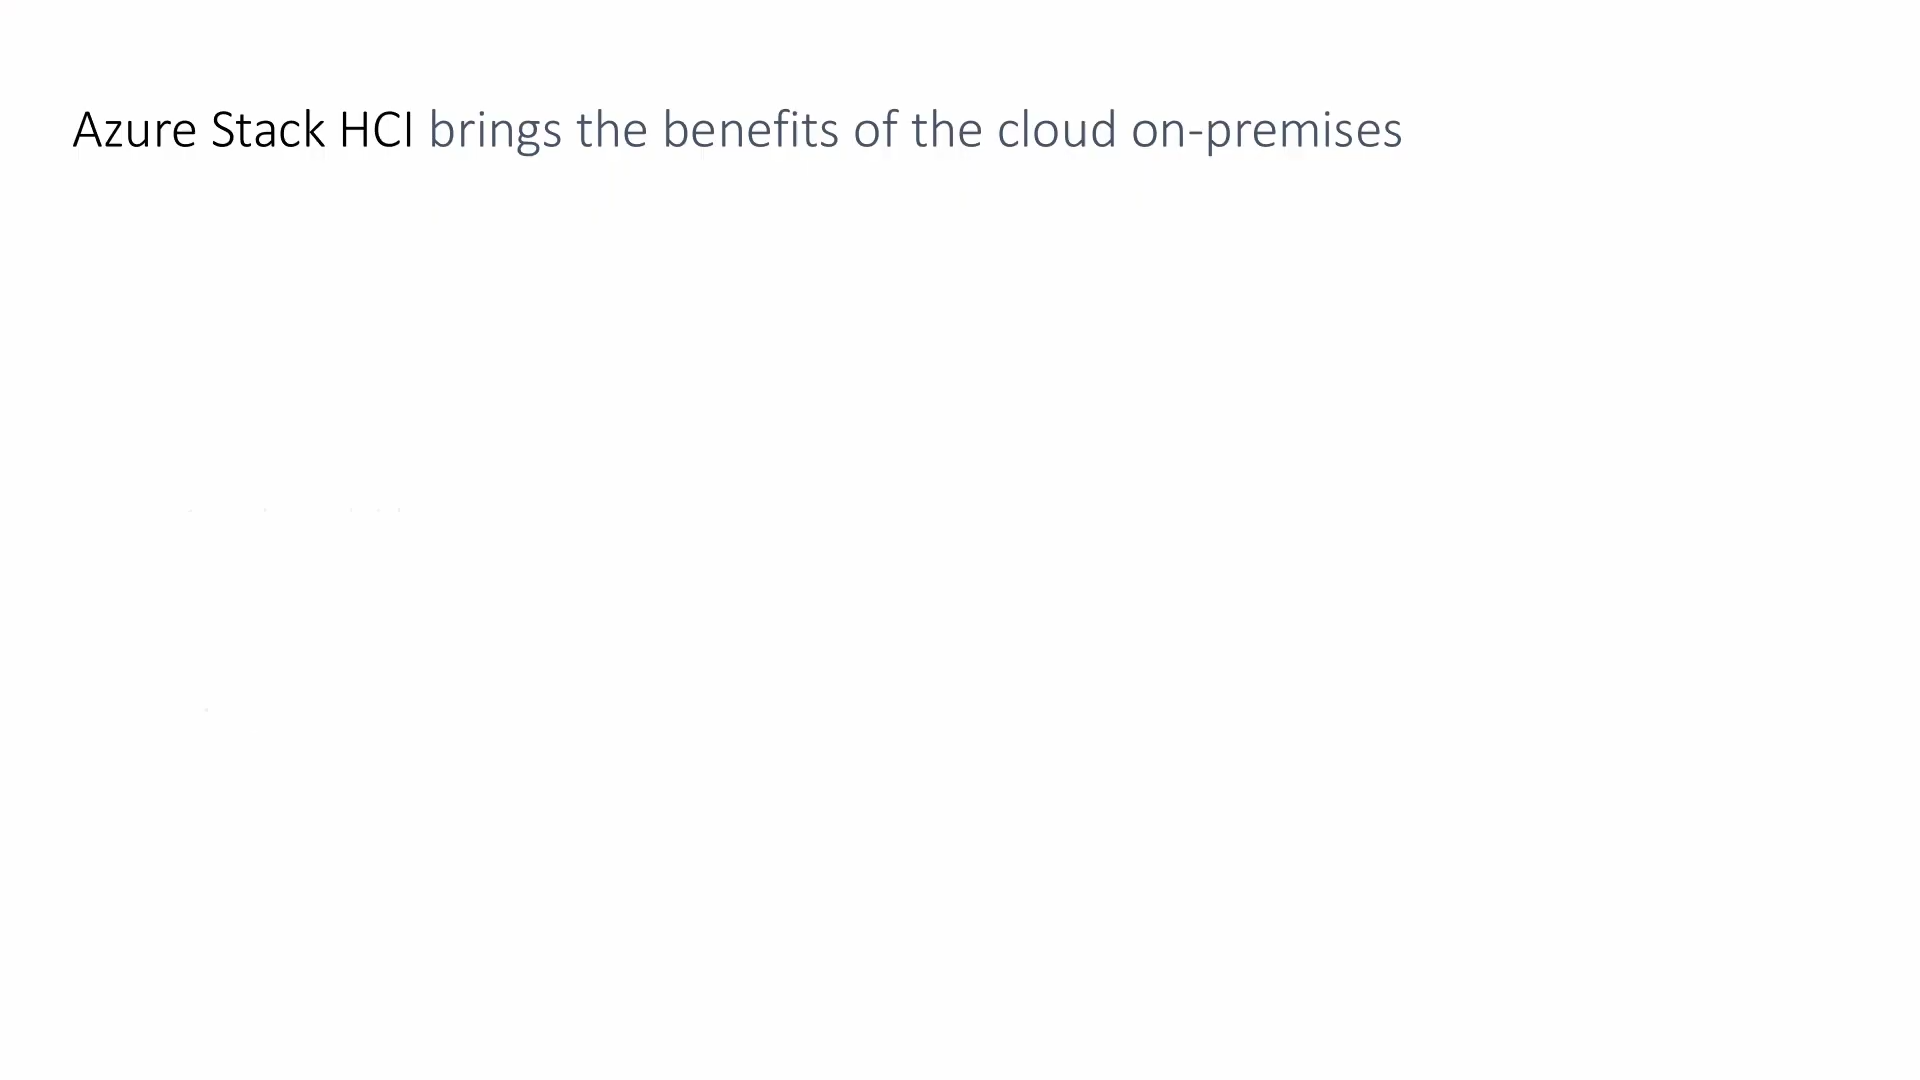 Azure Stack HCI brings the benefits of the cloud on-premises